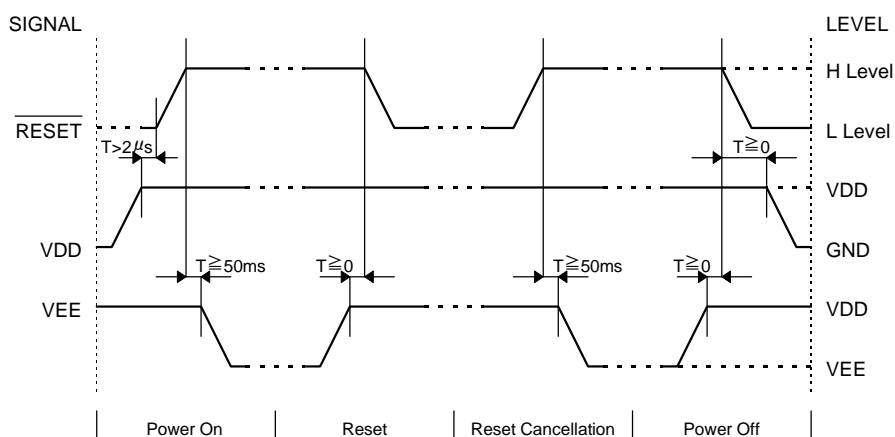 SIGNAL LEVEL
H Level
RESET L Level
T>2μs T≧0
VDD
VDD GND
T≧50ms T≧0 T≧50ms T≧0
VEE VDD
VEE
Power On Reset Reset Cancellation Power Off